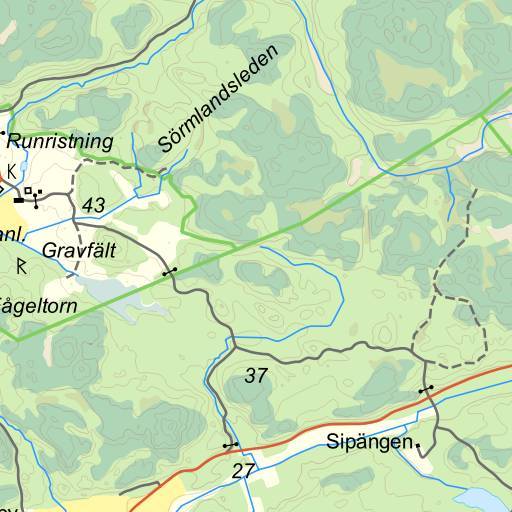 Sörmlandsleden
Runristning
43
anl.
Gravfält
R
Fågeltorn
37
Sipängen
27